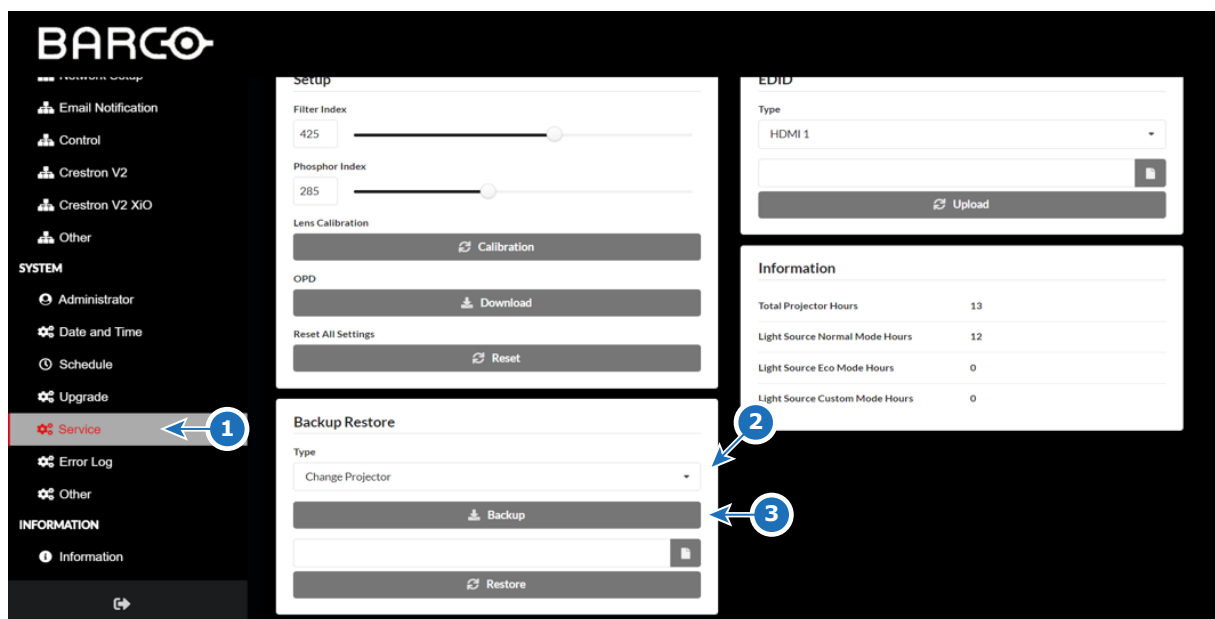 BARCO
Network Setup
Email Notification
Control
Crestron V2
Crestron V2 XiO
Other
SYSTEM
Administrator
Date and Time
Schedule
Upgrade
Service
1
Error Log
Other
INFORMATION
Information
Setup
Filter Index
425
Phosphor Index
285
Lens Calibration
Calibration
OPD
Download
Reset All Settings
Reset
Backup Restore
2
Type
Change Projector
Backup
3
Restore
EDID
Type
HDMI 1
Upload
Information
Total Projector Hours 13
Light Source Normal Mode Hours 12
Light Source Eco Mode Hours 0
Light Source Custom Mode Hours 0